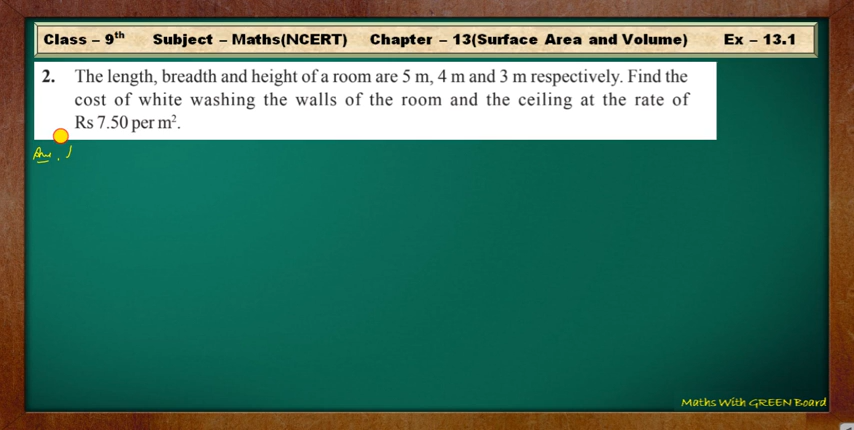 Class – 9th Subject – Maths(NCERT) Chapter – 13(Surface Area and Volume) Ex – 13.1
2. The length, breadth and height of a room are 5 m, 4 m and 3 m respectively. Find the
cost of white washing the walls of the room and the ceiling at the rate of
Rs 7.50 per m².
Ans.
Maths With GREEN Board